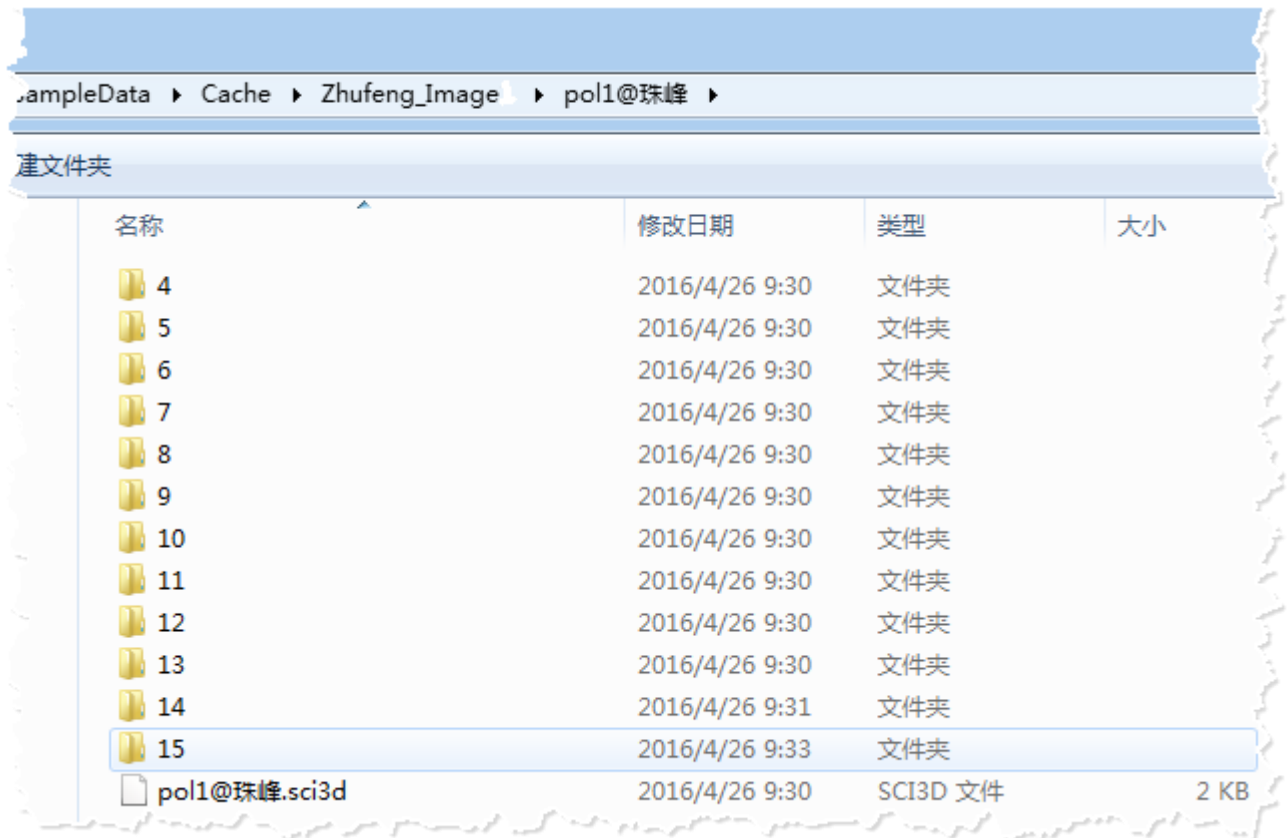 SampleData ▸ Cache ▸ Zhufeng_Image ▸ pol1@珠峰 ▸
建文件夹
名称 修改日期 类型 大小
4 2016/4/26 9:30 文件夹
5 2016/4/26 9:30 文件夹
6 2016/4/26 9:30 文件夹
7 2016/4/26 9:30 文件夹
8 2016/4/26 9:30 文件夹
9 2016/4/26 9:30 文件夹
10 2016/4/26 9:30 文件夹
11 2016/4/26 9:30 文件夹
12 2016/4/26 9:30 文件夹
13 2016/4/26 9:30 文件夹
14 2016/4/26 9:31 文件夹
15 2016/4/26 9:33 文件夹
pol1@珠峰.sci3d 2016/4/26 9:30 SCI3D 文件 2 KB